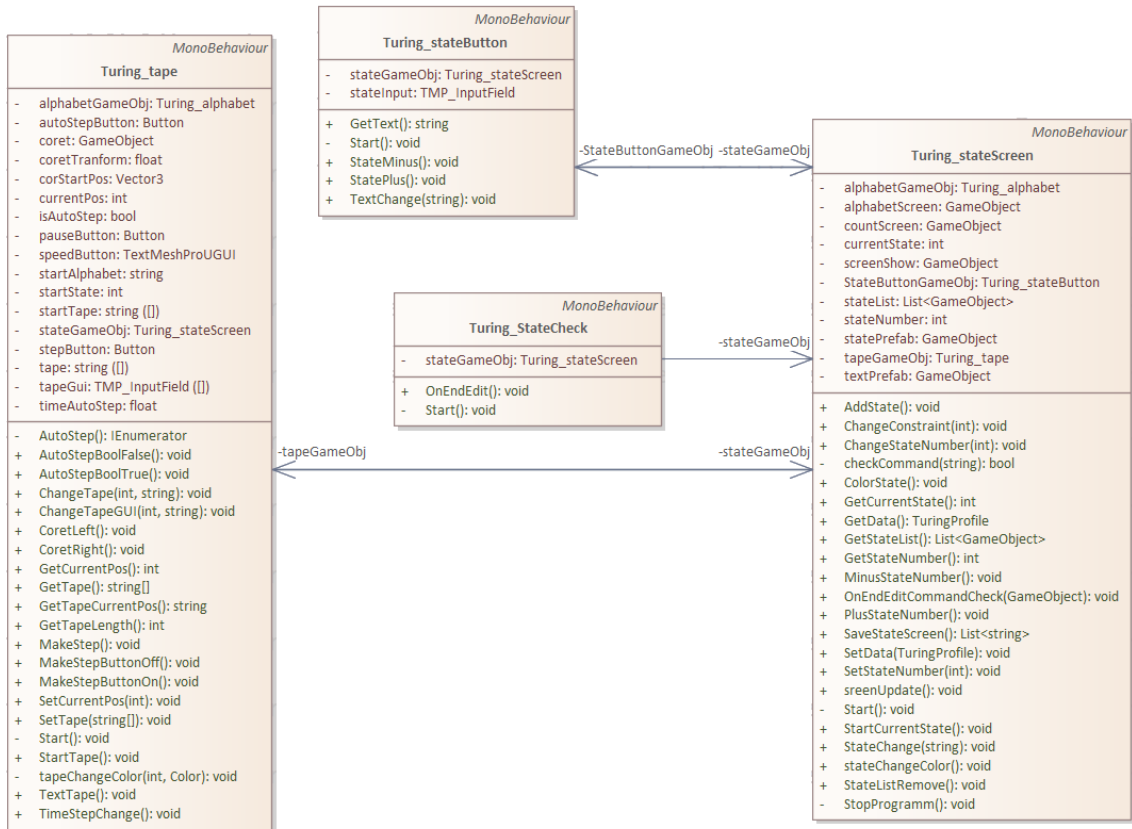 MonoBehaviour
Turing_tape
- alphabetGameObj: Turing_alphabet
- autoStepButton: Button
- coret: GameObject
- coretTranform: float
- corStartPos: Vector3
- currentPos: int
- isAutoStep: bool
- pauseButton: Button
- speedButton: TextMeshProUGUI
- startAlphabet: string
- startState: int
- startTape: string ([])
- stateGameObj: Turing_stateScreen
- stepButton: Button
- tape: string ([])
- tapeGui: TMP_InputField ([])
- timeAutoStep: float
- AutoStep(): IEnumerator
+ AutoStepBoolFalse(): void
+ AutoStepBoolTrue(): void
+ ChangeTape(int, string): void
+ ChangeTapeGUI(int, string): void
+ CoretLeft(): void
+ CoretRight(): void
+ GetCurrentPos(): int
+ GetTape(): string[]
+ GetTapeCurrentPos(): string
+ GetTapeLength(): int
+ MakeStep(): void
+ MakeStepButtonOff(): void
+ MakeStepButtonOn(): void
+ SetCurrentPos(int): void
+ SetTape(string[]): void
- Start(): void
+ StartTape(): void
- tapeChangeColor(int, Color): void
+ TextTape(): void
+ TimeStepChange(): void
MonoBehaviour
Turing_stateButton
- stateGameObj: Turing_stateScreen
- stateInput: TMP_InputField
+ GetText(): string
- Start(): void
+ StateMinus(): void
+ StatePlus(): void
+ TextChange(string): void
-StateButtonGameObj -stateGameObj
MonoBehaviour
Turing_StateCheck
- stateGameObj: Turing_stateScreen
+ OnEndEdit(): void
- Start(): void
-stateGameObj
-tapeGameObj -stateGameObj
MonoBehaviour
Turing_stateScreen
- alphabetGameObj: Turing_alphabet
- alphabetScreen: GameObject
- countScreen: GameObject
- currentState: int
- screenShow: GameObject
- StateButtonGameObj: Turing_stateButton
- stateList: List<GameObject>
- stateNumber: int
- statePrefab: GameObject
- tapeGameObj: Turing_tape
- textPrefab: GameObject
+ AddState(): void
+ ChangeConstraint(int): void
+ ChangeStateNumber(int): void
- checkCommand(string): bool
+ ColorState(): void
+ GetCurrentState(): int
+ GetData(): TuringProfile
+ GetStateList(): List<GameObject>
+ GetStateNumber(): int
+ MinusStateNumber(): void
+ OnEndEditCommandCheck(GameObject): void
+ PlusStateNumber(): void
+ SaveStateScreen(): List<string>
+ SetData(TuringProfile): void
+ SetStateNumber(int): void
+ sreenUpdate(): void
- Start(): void
+ StartCurrentState(): void
+ StateChange(string): void
+ stateChangeColor(): void
+ StateListRemove(): void
- StopProgramm(): void